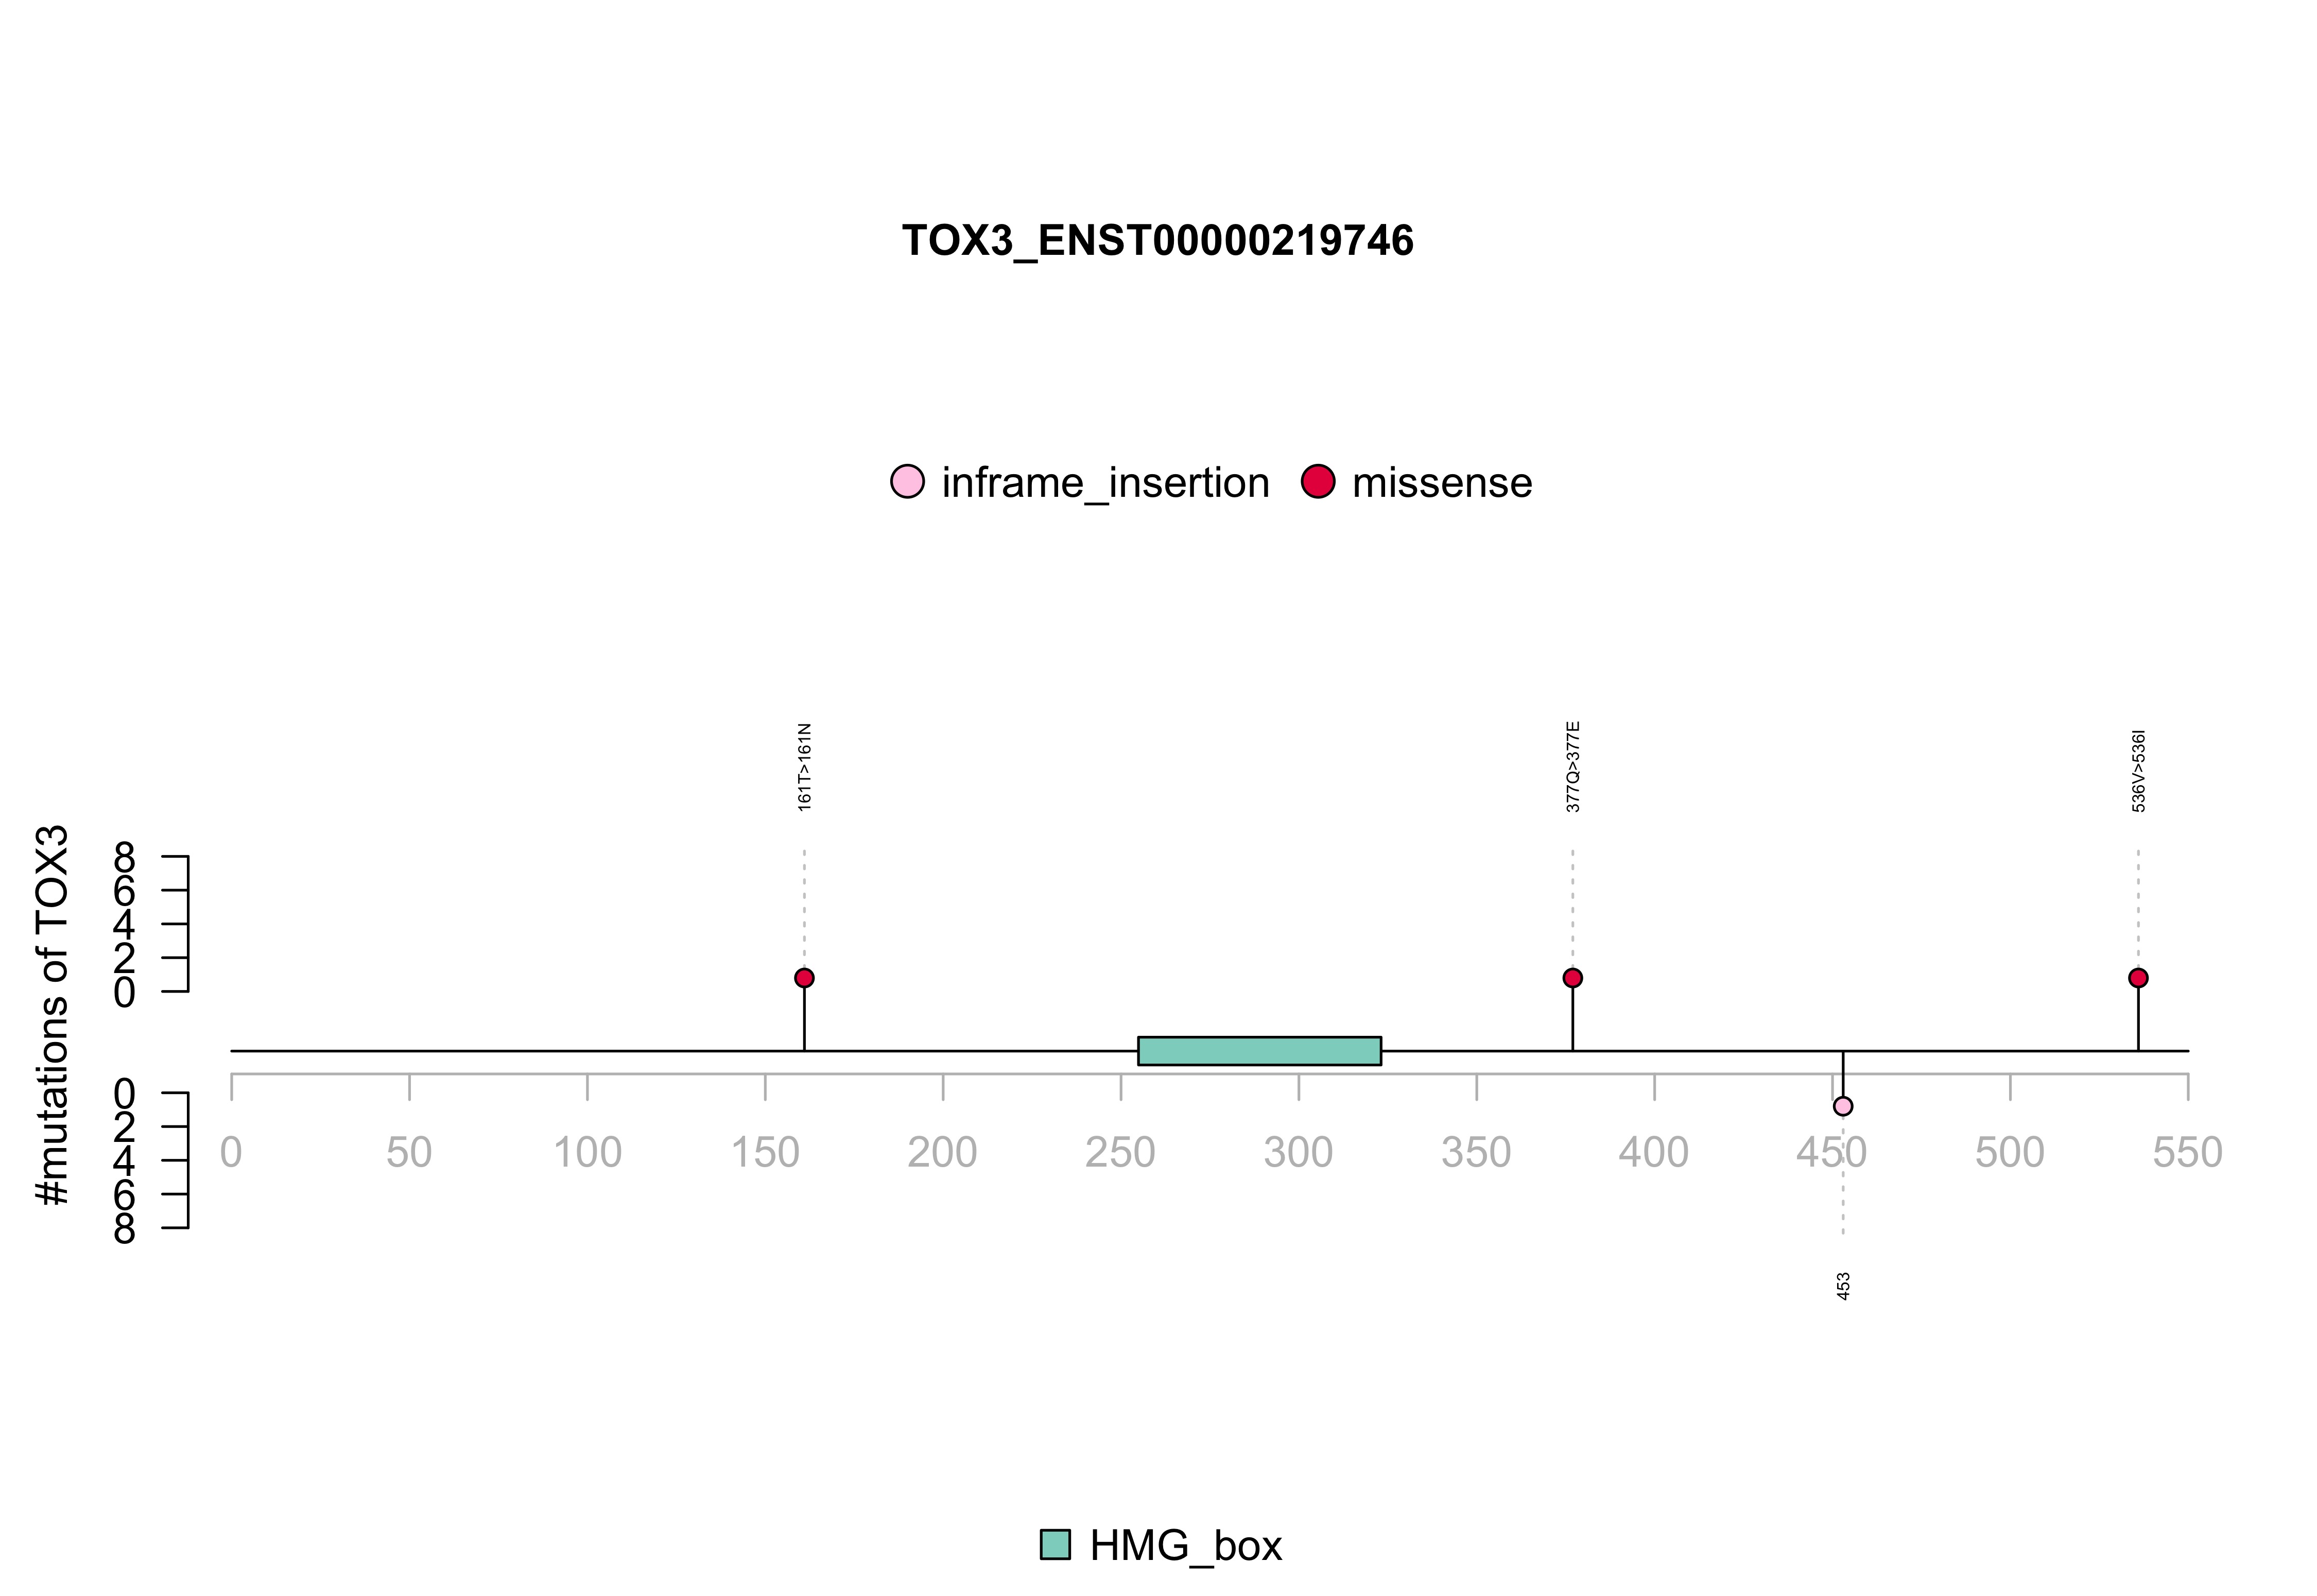 TOX3_ENST00000219746
inframe_insertion missense
161T>161N
377Q>377E
536V>536I
#mutations of TOX3
8
6
4
2
0
0
2
4
6
8
0 50 100 150 200 250 300 350 400 450 500 550
453
HMG_box